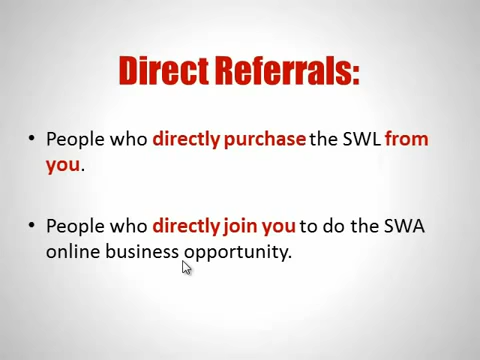 Direct Referrals:
• People who directly purchase the SWL from
you.
• People who directly join you to do the SWA
online business opportunity.